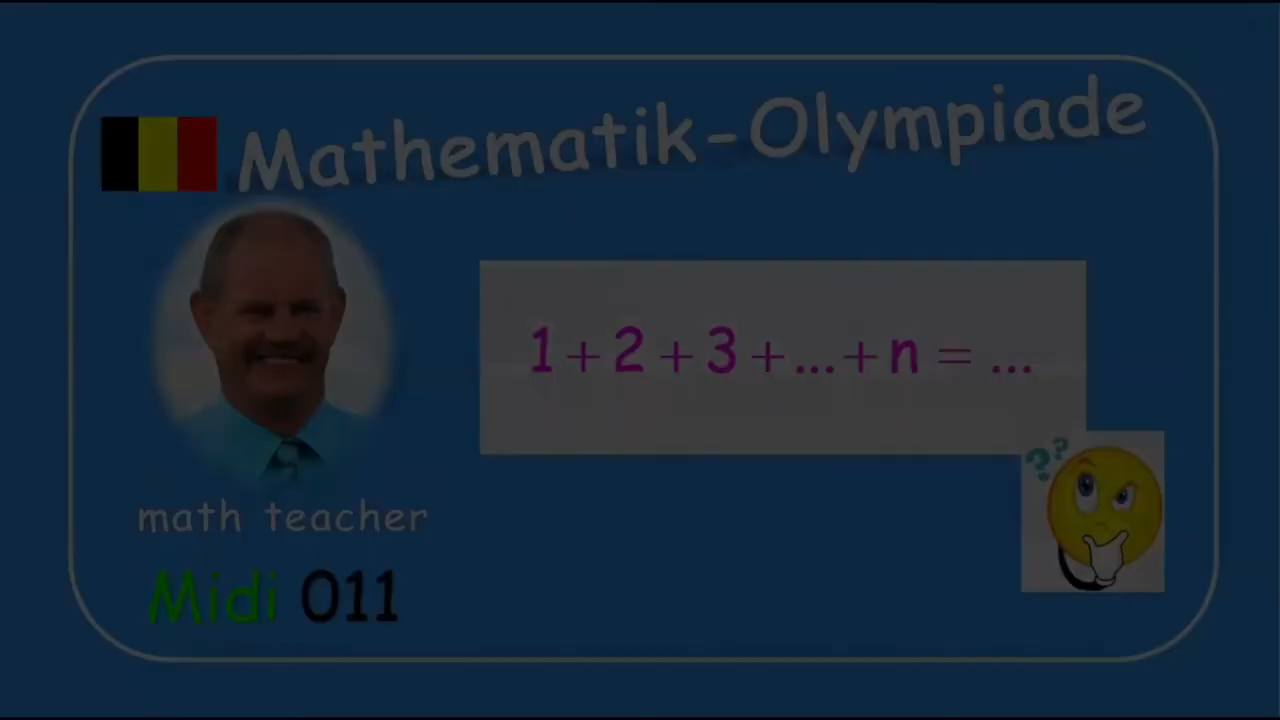 Mathematik-Olympiade
1 + 2 + 3 + ... + n = ...
??
math teacher
Midi 011